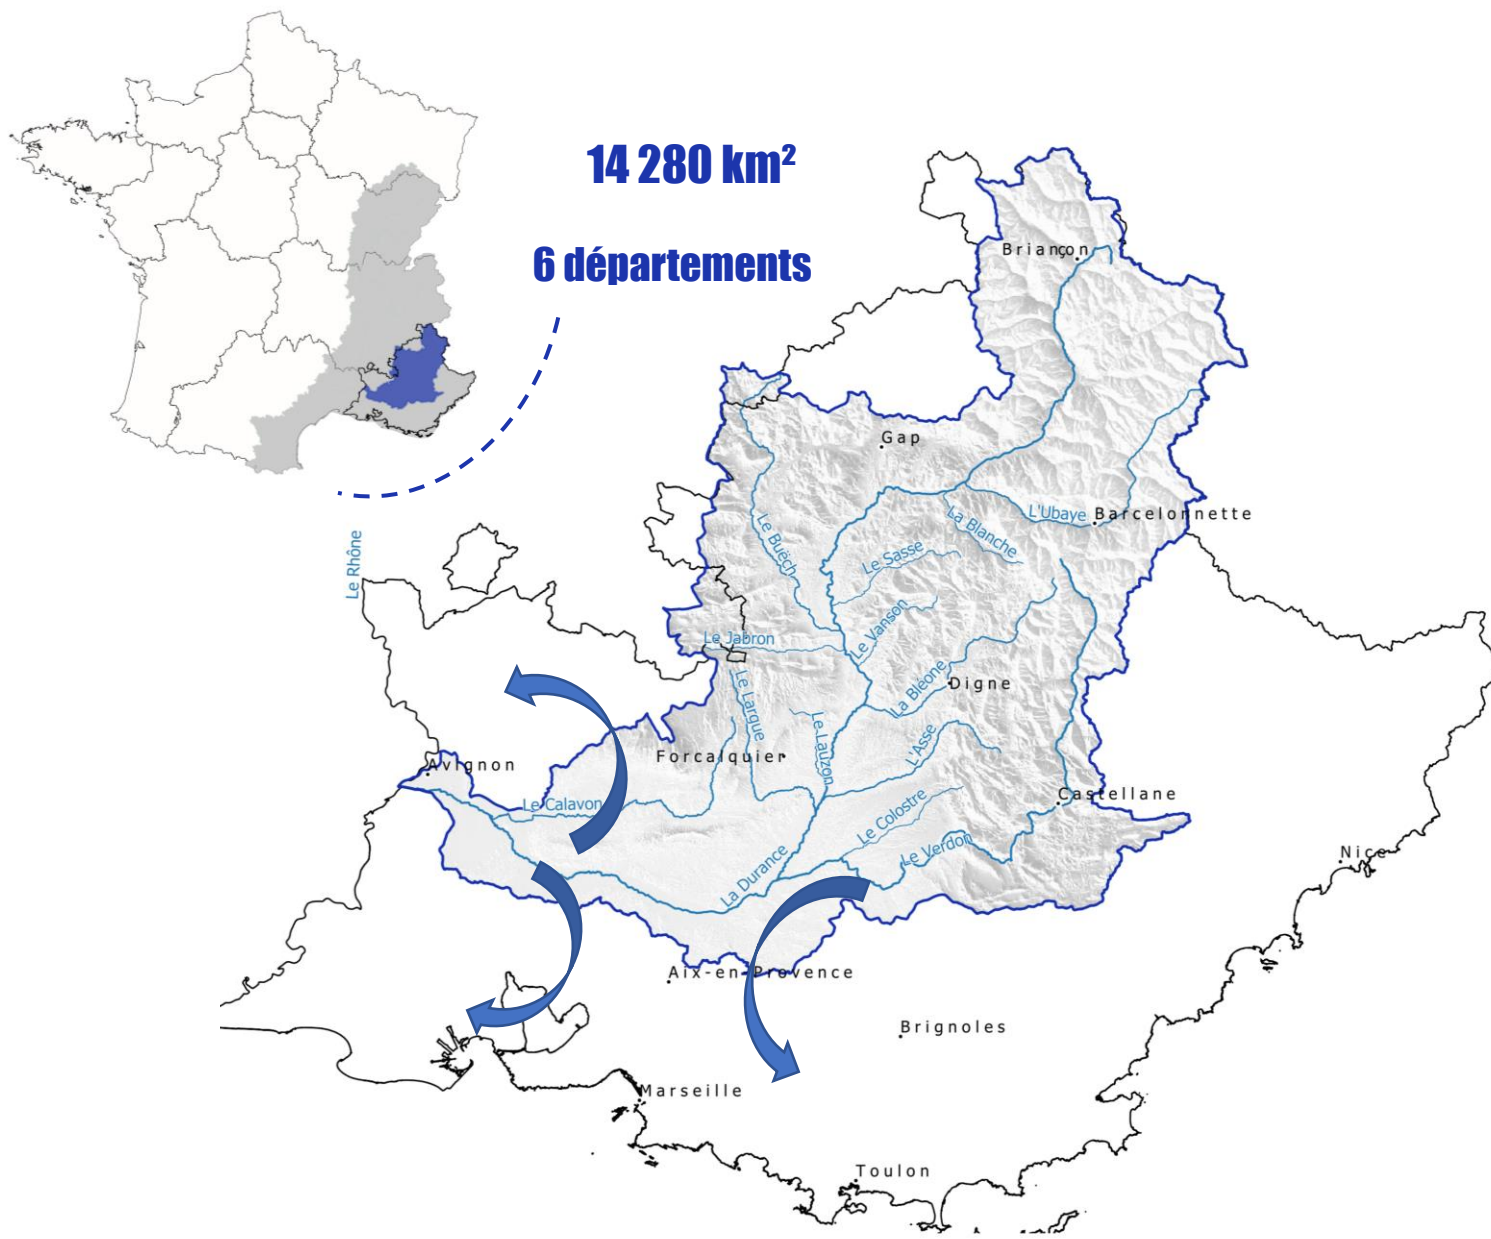 14 280 km²
6 départements
Briançon
Gap
L'Ubaye
Barcelonnette
La Blanche
Le Buëch
Le Sasse
Le Rhône
Le Vanson
Le Jabron
La Bléone
Digne
Le Largue
Le Lauzon
L'Asse
Forcalquier
Avignon
Castellane
Le Calavon
Le Colostre
Le Verdon
Nice
La Durance
Aix-en-Provence
Brignoles
Marseille
Toulon